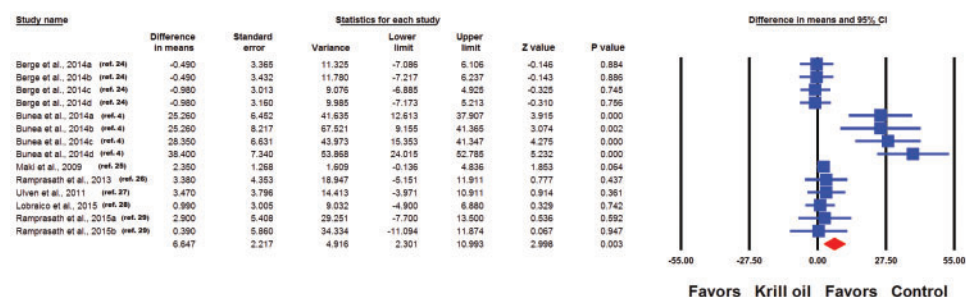 Study name Statistics for each study Difference in means and 95% CI
Difference in means Standard error Variance Lower limit Upper limit Z value P value
Berge et al., 2014a (ref. 24) -0.490 3.365 11.325 -7.086 6.106 -0.146 0.884
Berge et al., 2014b (ref. 24) -0.490 3.432 11.780 -7.217 6.237 -0.143 0.886
Berge et al., 2014c (ref. 24) -0.980 3.013 9.076 -6.885 4.925 -0.325 0.745
Berge et al., 2014d (ref. 24) -0.980 3.160 9.985 -7.173 5.213 -0.310 0.756
Bunea et al., 2014a (ref. 4) 25.260 6.452 41.635 12.613 37.907 3.915 0.000
Bunea et al., 2014b (ref. 4) 25.260 8.217 67.521 9.155 41.365 3.074 0.002
Bunea et al., 2014c (ref. 4) 28.350 6.631 43.973 15.353 41.347 4.275 0.000
Bunea et al., 2014d (ref. 4) 38.400 7.340 53.868 24.015 52.785 5.232 0.000
Maki et al., 2009 (ref. 25) 2.350 1.268 1.609 -0.136 4.836 1.853 0.064
Ramprasath et al., 2013 (ref. 26) 3.380 4.353 18.947 -5.151 11.911 0.777 0.437
Ulven et al., 2011 (ref. 27) 3.470 3.796 14.413 -3.971 10.911 0.914 0.361
Lobraico et al., 2015 (ref. 28) 0.990 3.005 9.032 -4.900 6.880 0.329 0.742
Ramprasath et al., 2015a (ref. 29) 2.900 5.408 29.251 -7.700 13.500 0.536 0.592
Ramprasath et al., 2015b (ref. 29) 0.390 5.860 34.334 -11.094 11.874 0.067 0.947
6.647 2.217 4.916 2.301 10.993 2.998 0.003
-55.00 -27.50 0.00 27.50 55.00
Favors Krill oil Favors Control